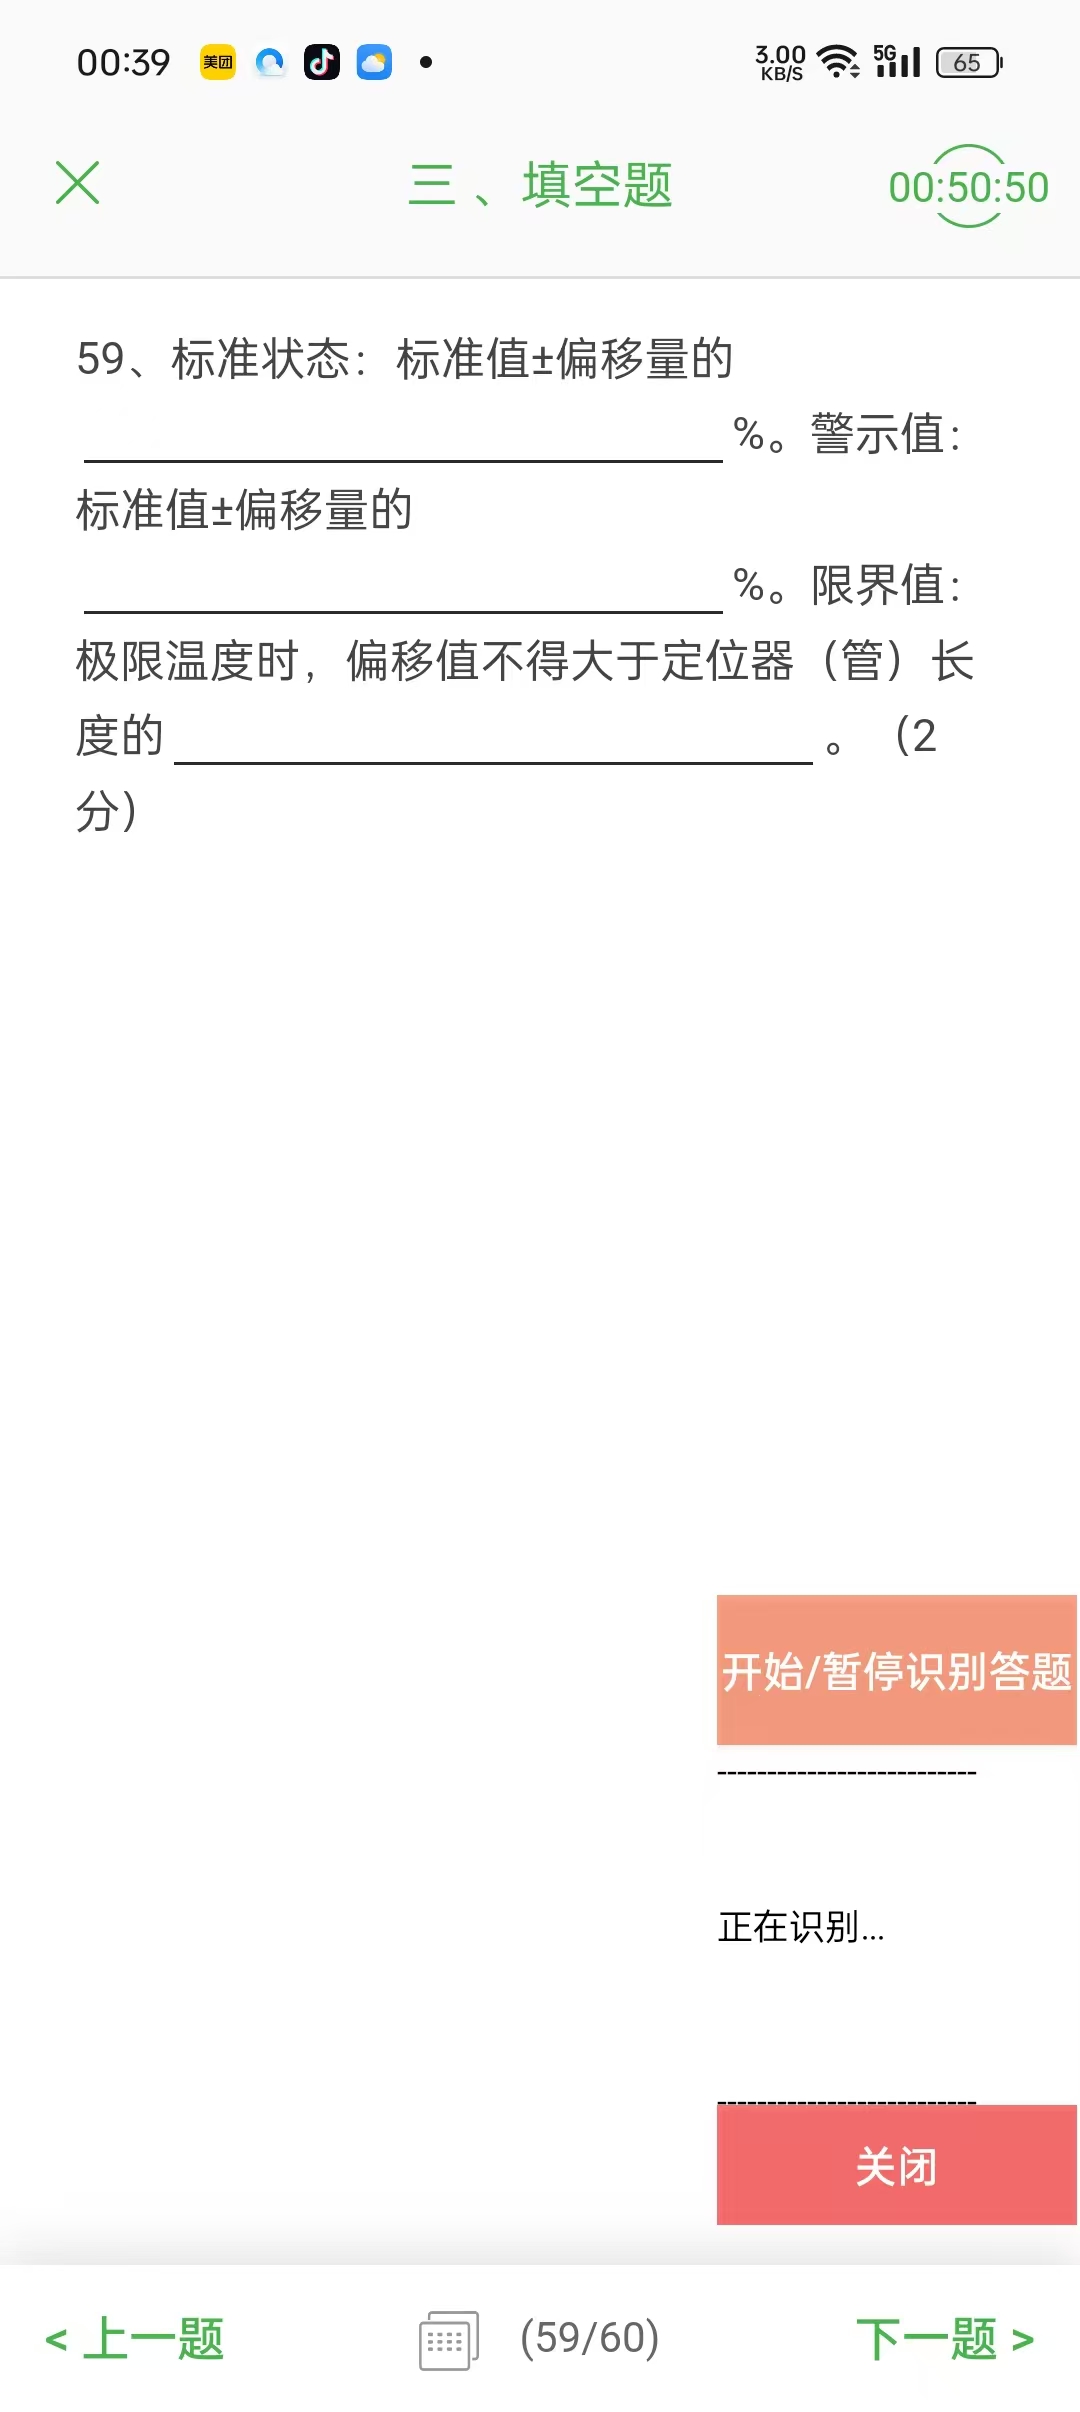 00:39 美团 3.00 KB/S 5G 65
三、填空题 00:50:50
59、标准状态：标准值±偏移量的
%。警示值：
标准值±偏移量的
%。限界值：
极限温度时，偏移值不得大于定位器（管）长
度的 。（2
分）
开始/暂停识别答题
--------------------------
正在识别...
--------------------------
关闭
< 上一题 (59/60) 下一题 >